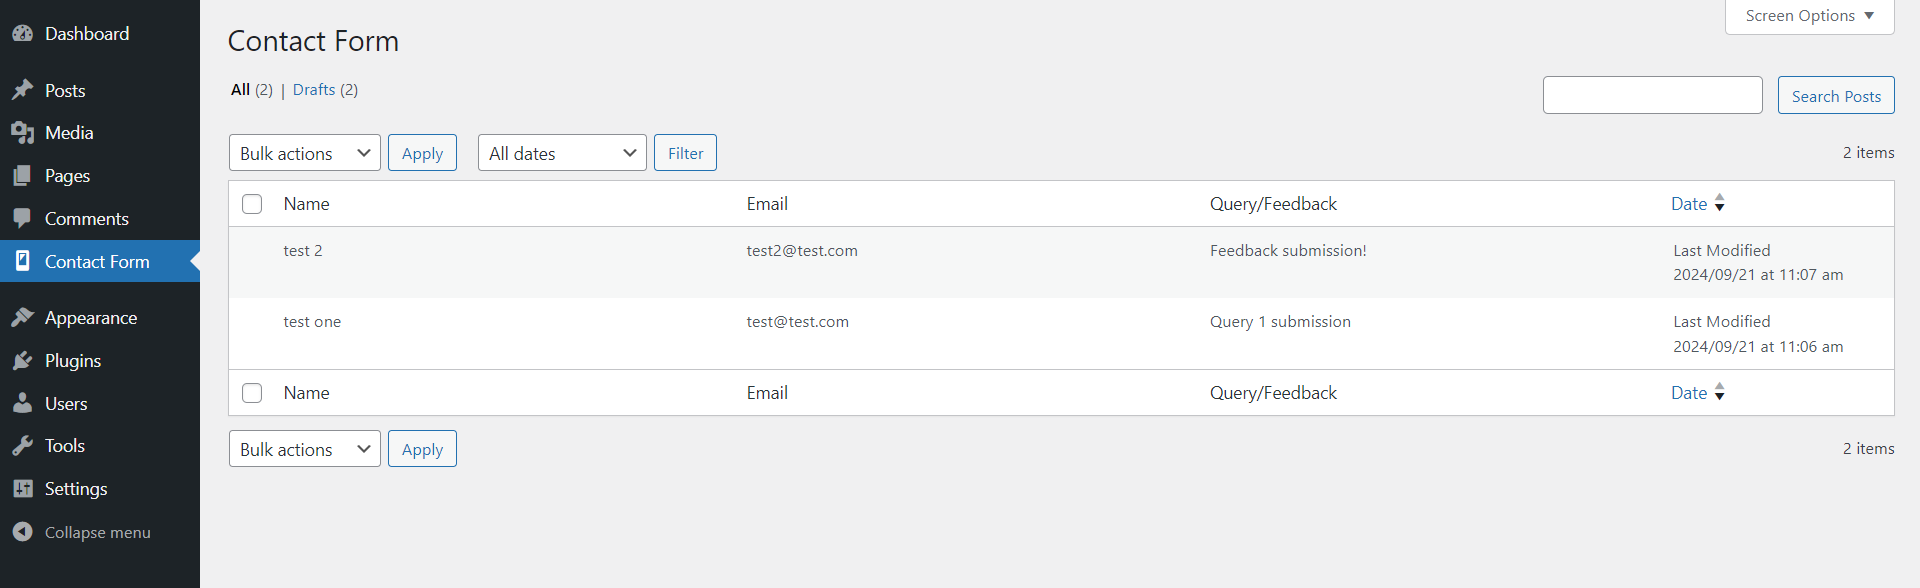 Dashboard
Posts
Media
Pages
Comments
Contact Form
Appearance
Plugins
Users
Tools
Settings
Collapse menu
Screen Options
Contact Form
All (2) | Drafts (2)
Search Posts
Bulk actions Apply All dates Filter 2 items
Name Email Query/Feedback Date
test 2 test2@test.com Feedback submission! Last Modified
2024/09/21 at 11:07 am
test one test@test.com Query 1 submission Last Modified
2024/09/21 at 11:06 am
Name Email Query/Feedback Date
Bulk actions Apply 2 items